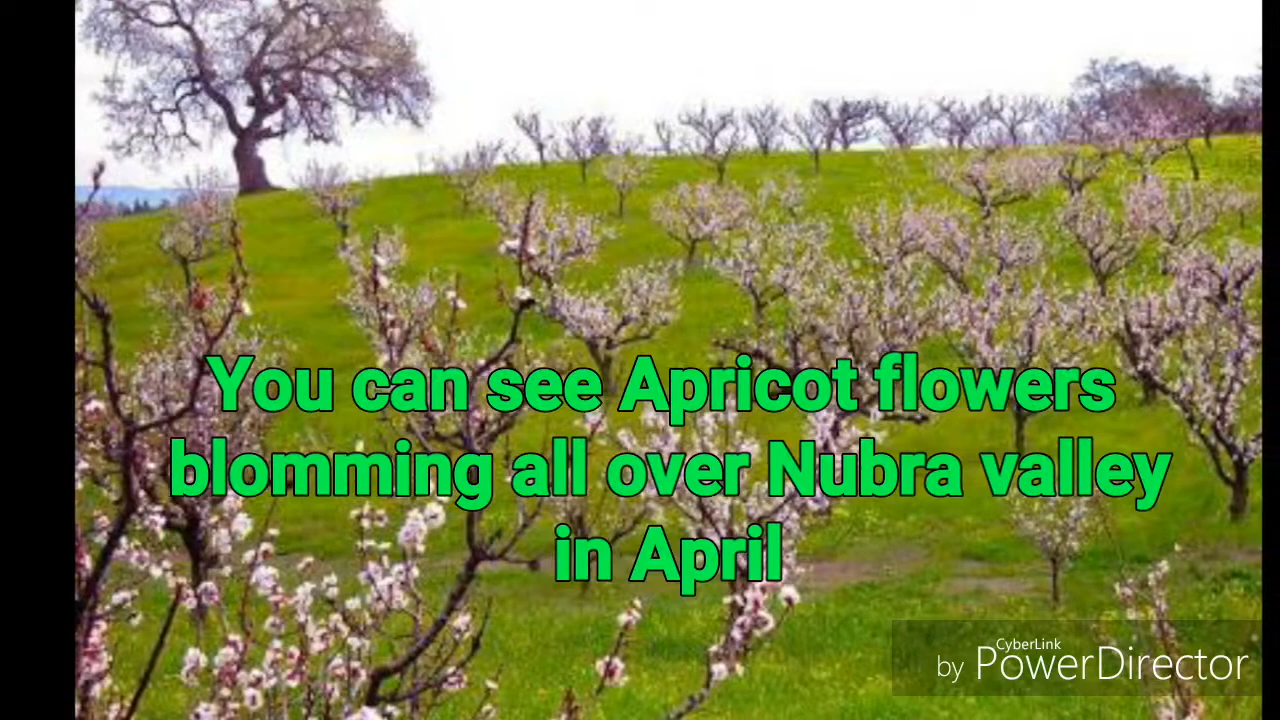 You can see Apricot flowers
blomming all over Nubra valley
in April
CyberLink
by PowerDirector